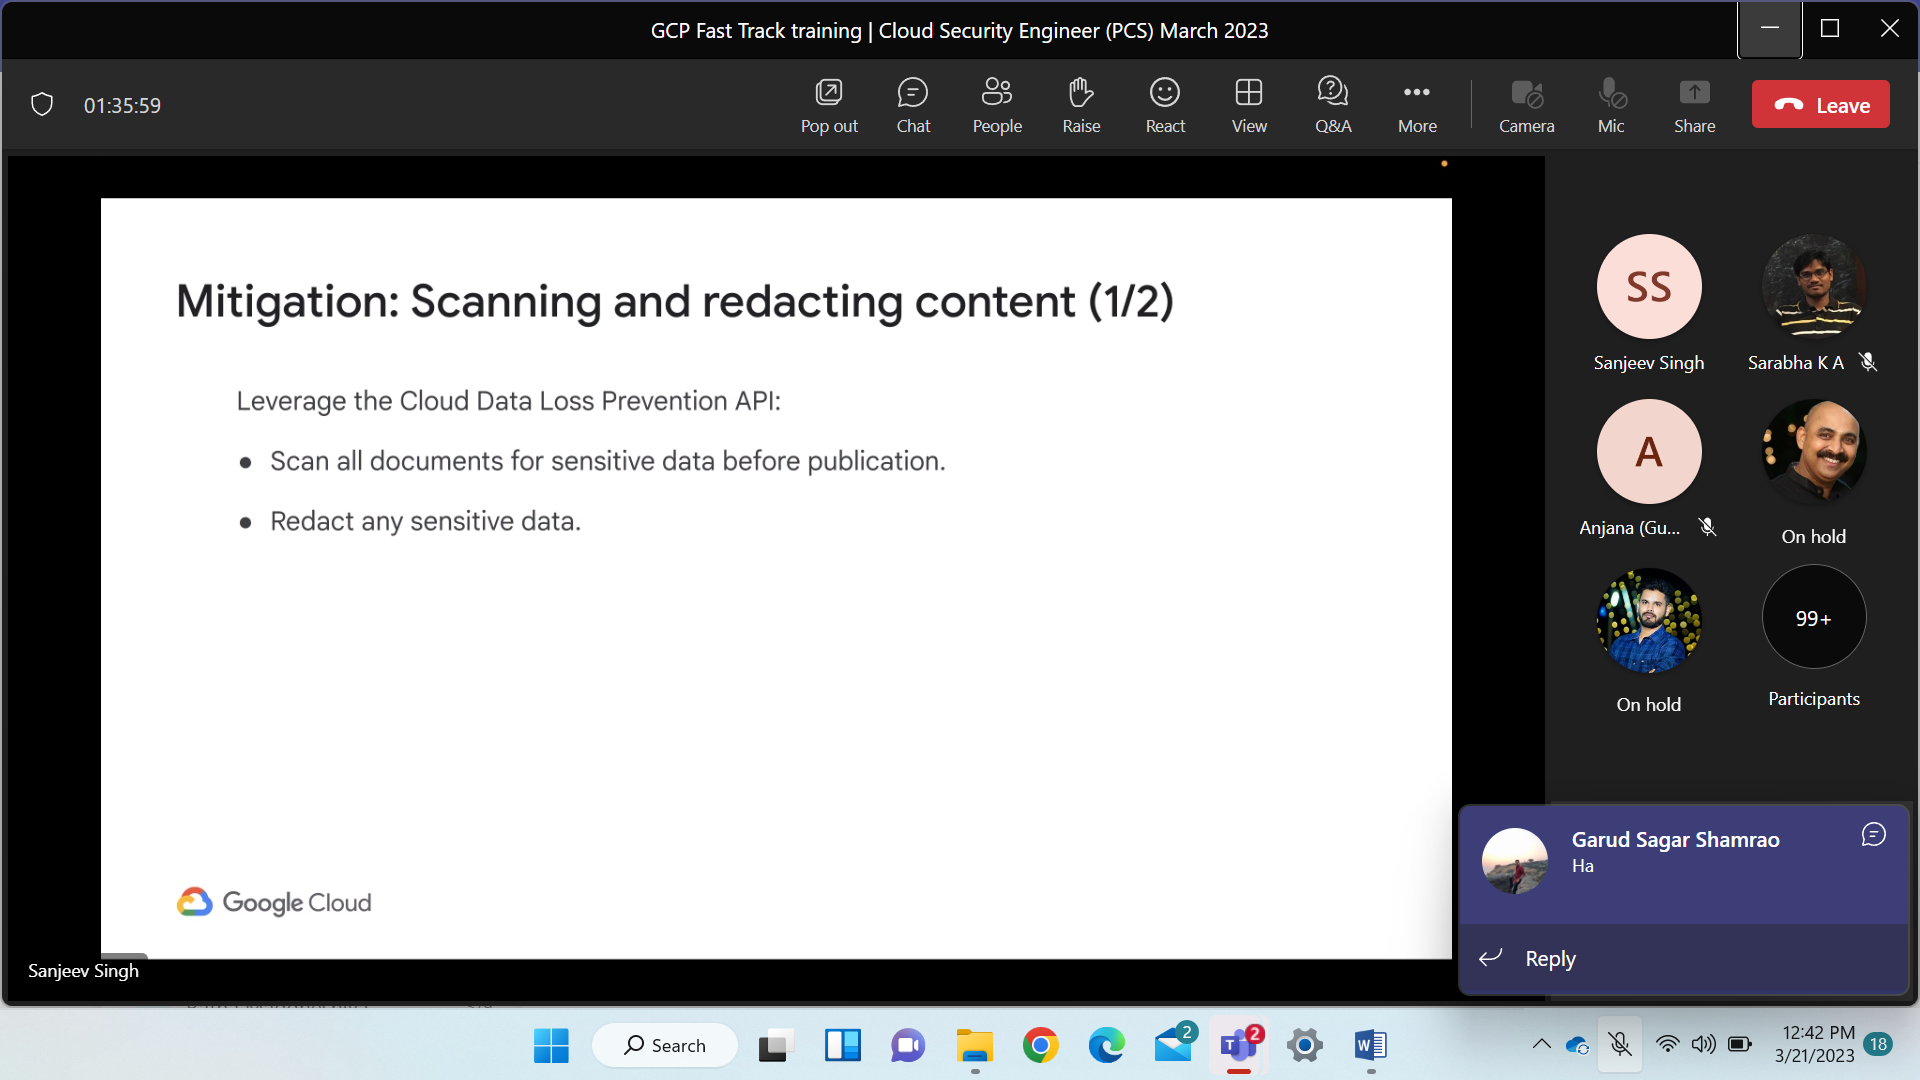 GCP Fast Track training | Cloud Security Engineer (PCS) March 2023
01:35:59
Pop out
Chat
People
Raise
React
View
Q&A
More
Camera
Mic
Share
Leave
Mitigation: Scanning and redacting content (1/2)
Leverage the Cloud Data Loss Prevention API:
● Scan all documents for sensitive data before publication.
● Redact any sensitive data.
Google Cloud
Sanjeev Singh
SS
Sanjeev Singh
Sarabha K A
A
Anjana (Gu...
On hold
On hold
99+
Participants
Garud Sagar Shamrao
Ha
Reply
Search
2
2
12:42 PM
3/21/2023
18